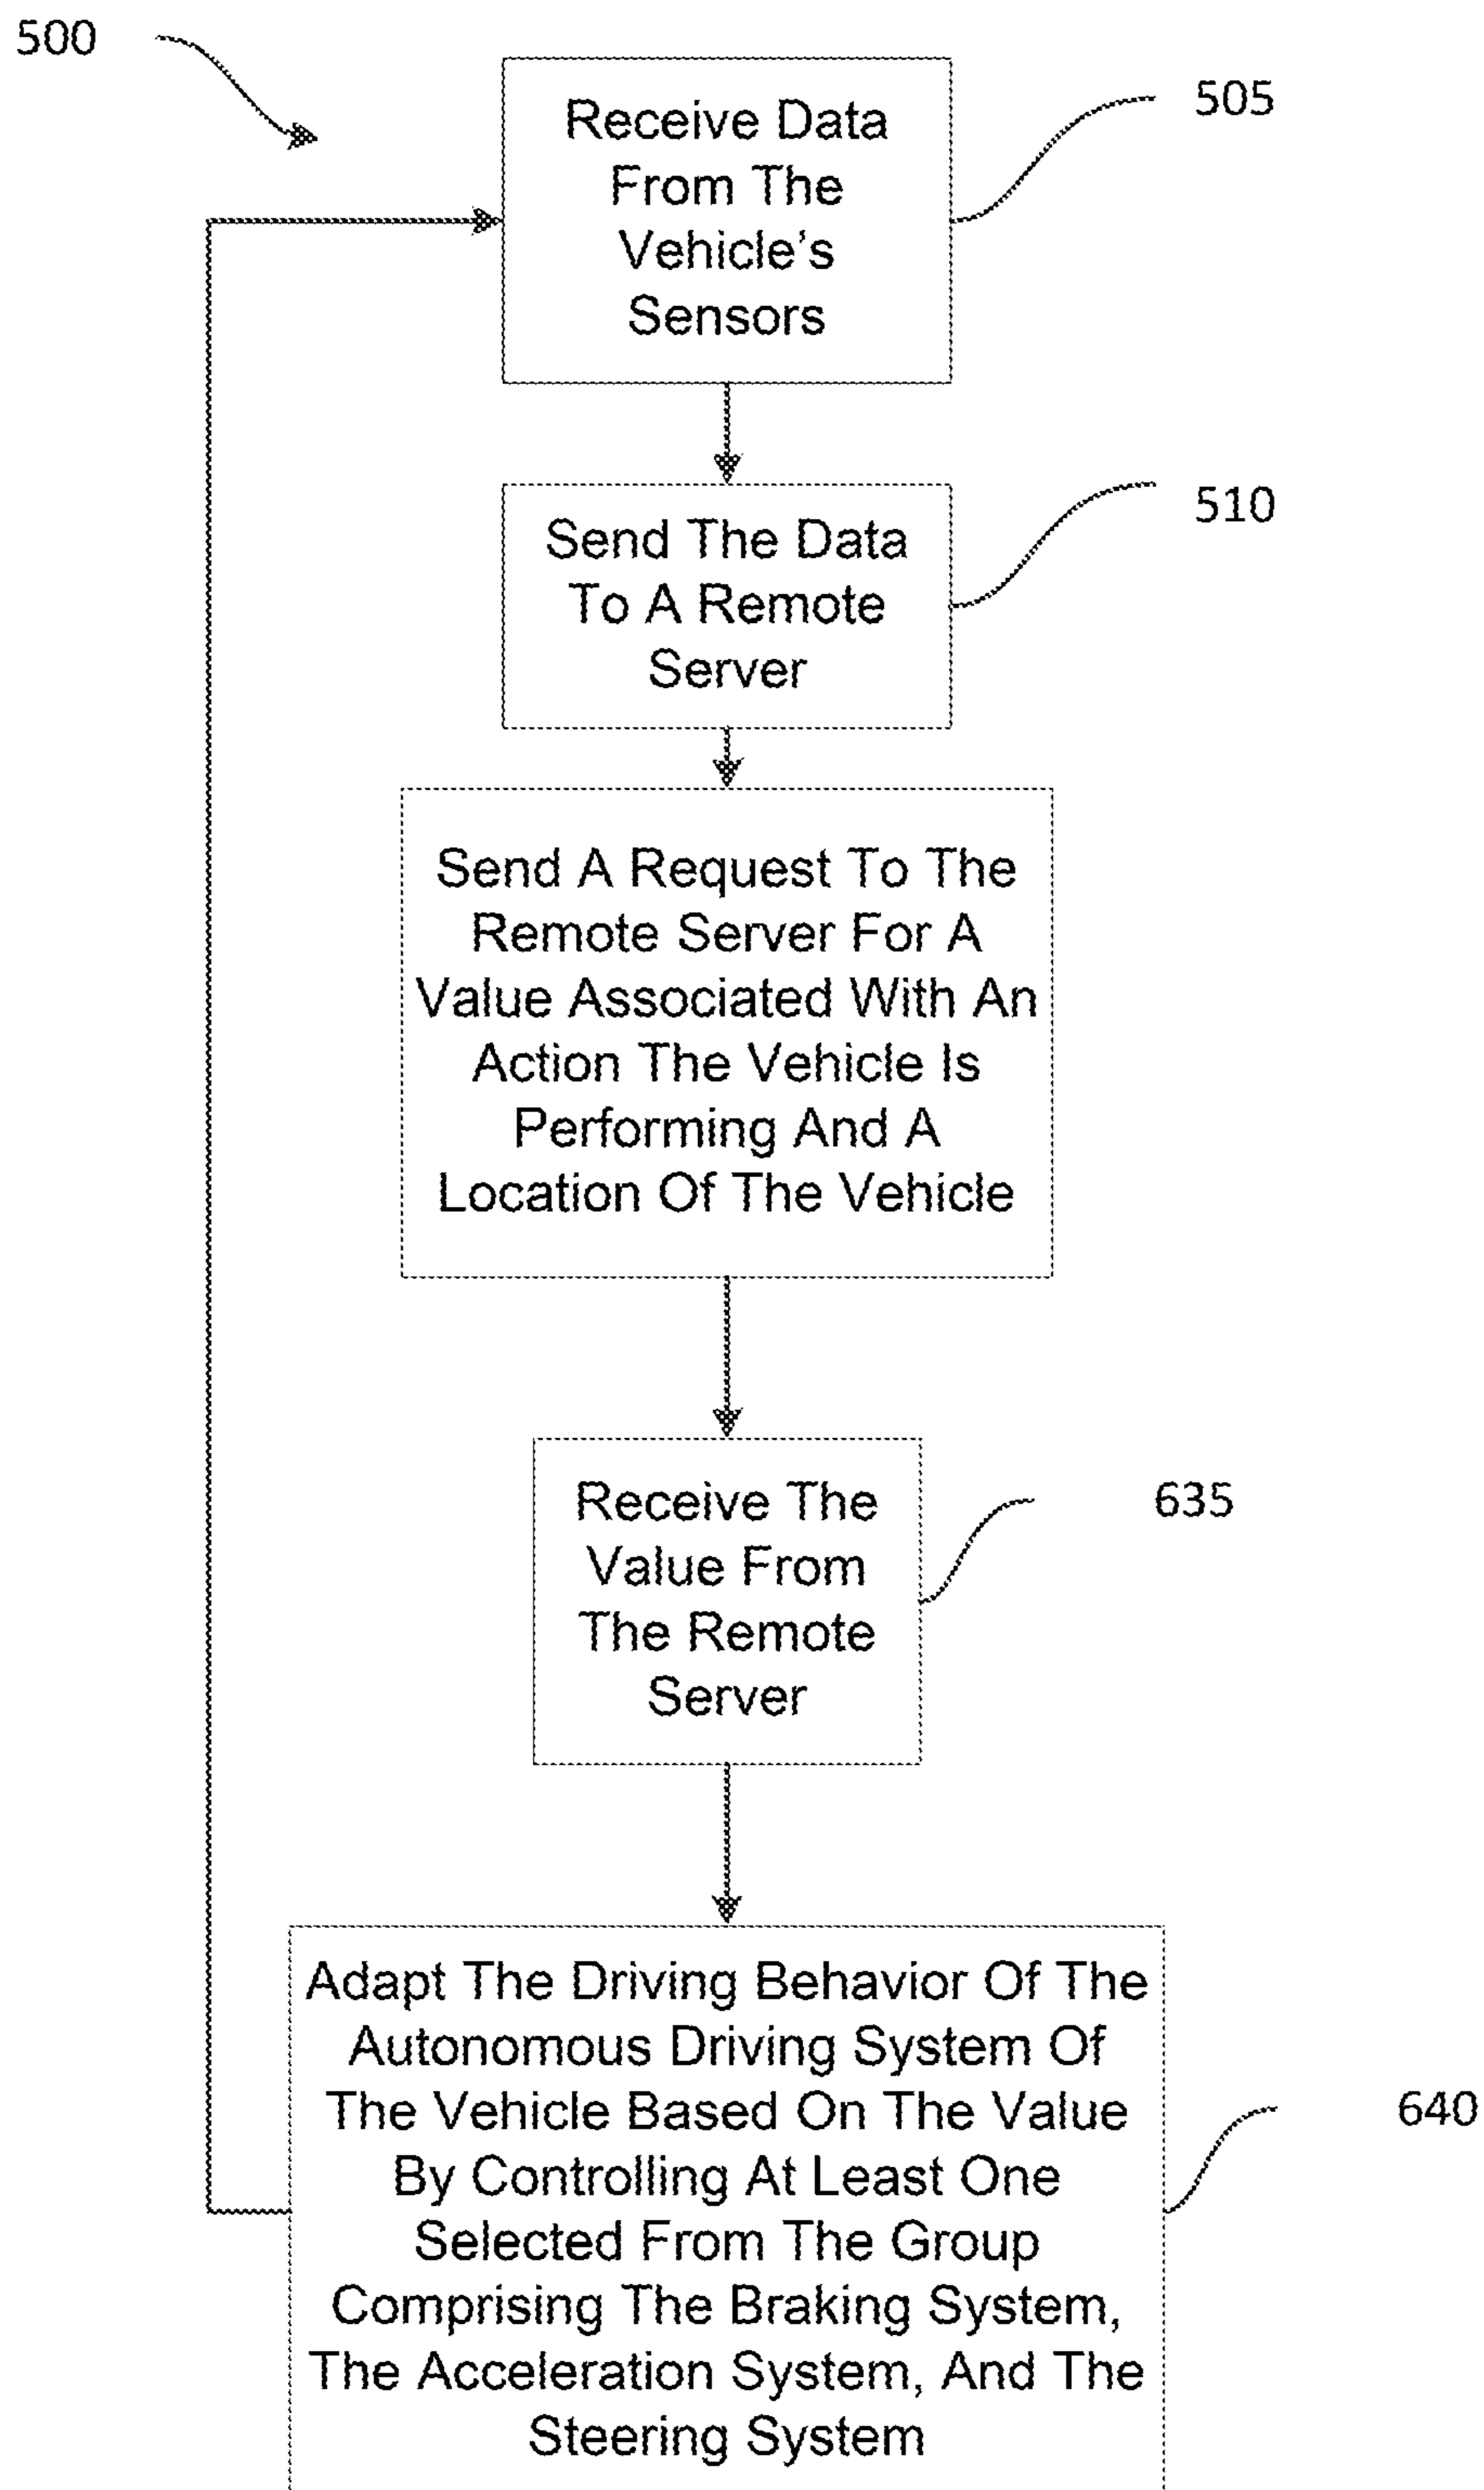 500
505
Receive Data
From The
Vehicle's
Sensors
510
Send The Data
To A Remote
Server
Send A Request To The
Remote Server For A
Value Associated With An
Action The Vehicle Is
Performing And A
Location Of The Vehicle
635
Receive The
Value From
The Remote
Server
640
Adapt The Driving Behavior Of The
Autonomous Driving System Of
The Vehicle Based On The Value
By Controlling At Least One
Selected From The Group
Comprising The Braking System,
The Acceleration System, And The
Steering System